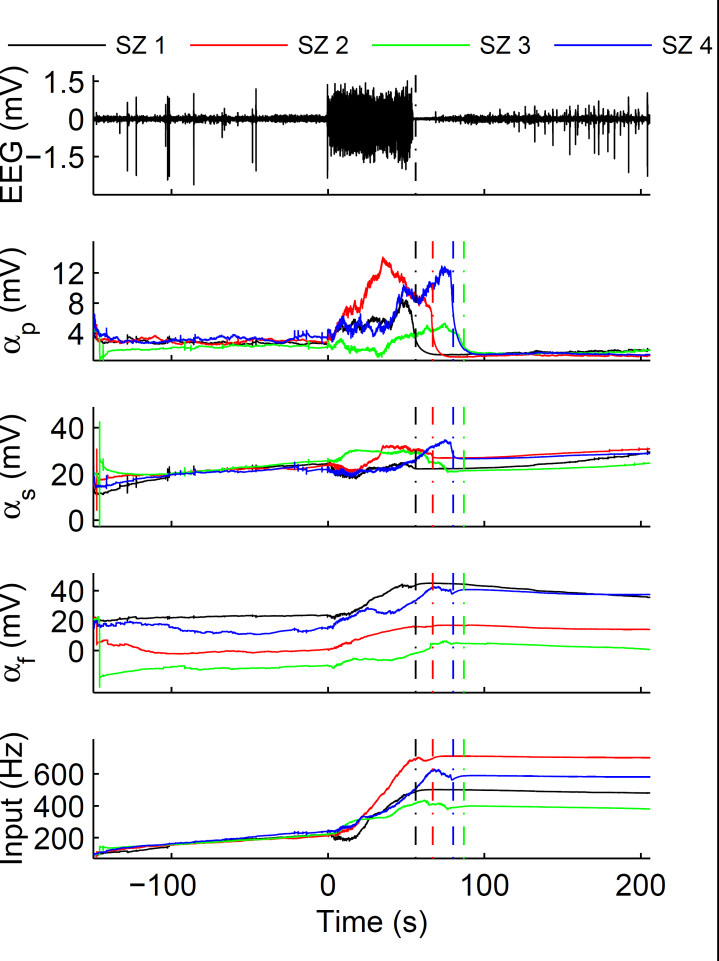 SZ 1 SZ 2 SZ 3 SZ 4
EEG (mV)
1.5
0
−1.5
αp (mV)
12
8
4
αs (mV)
40
20
0
αf (mV)
40
20
0
Input (Hz)
600
400
200
−100 0 100 200
Time (s)